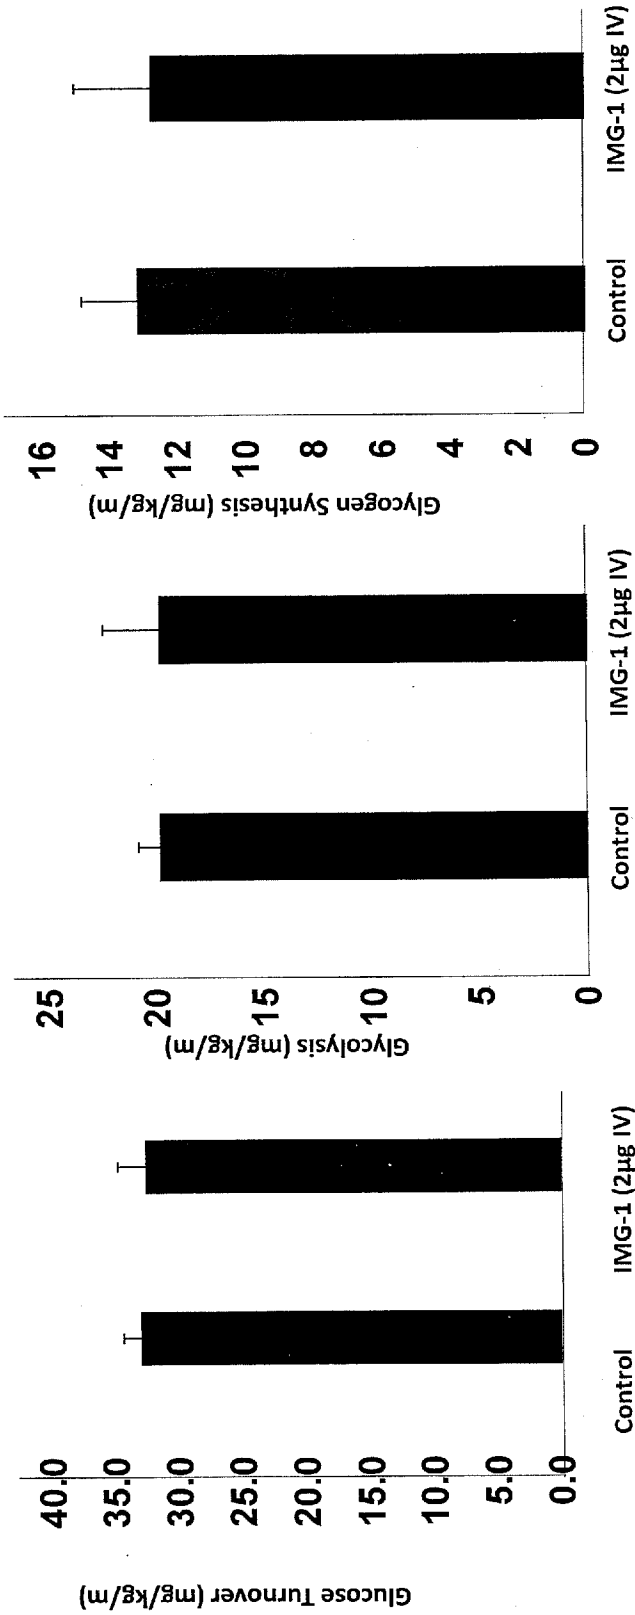 Glucose Turnover (mg/kg/m)
40.0
35.0
30.0
25.0
20.0
15.0
10.0
5.0
0.0
Control
IMG-1 (2µg IV)
Glycolysis (mg/kg/m)
25
20
15
10
5
0
Control
IMG-1 (2µg IV)
Glycogen Synthesis (mg/kg/m)
16
14
12
10
8
6
4
2
0
Control
IMG-1 (2µg IV)